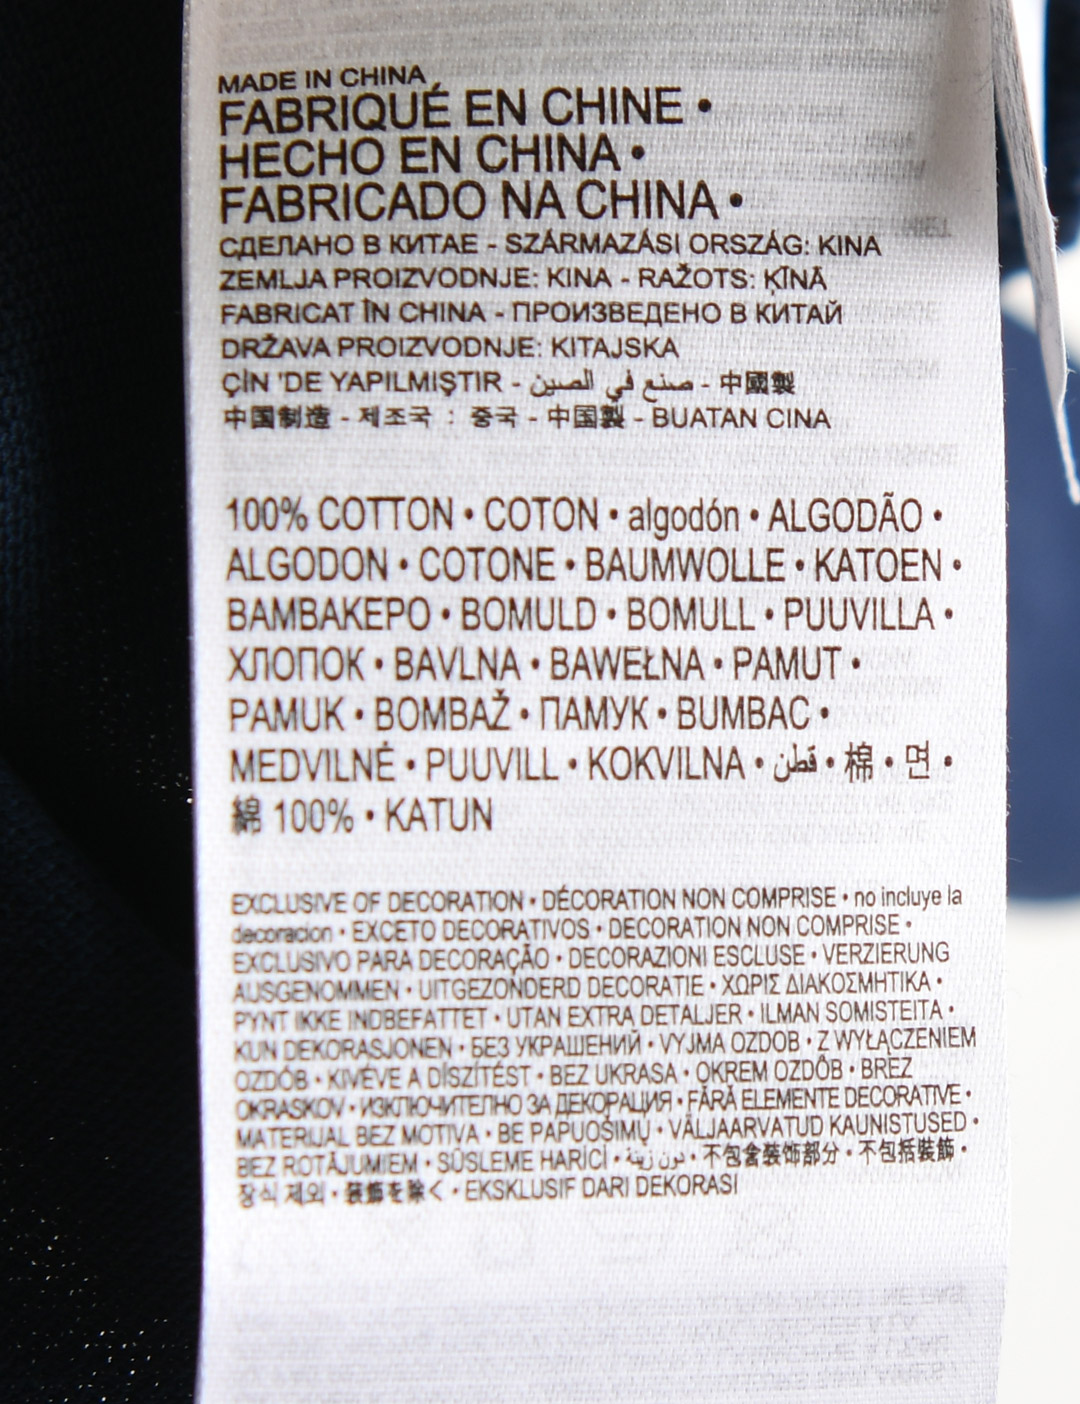 MADE IN CHINA
FABRIQUÉ EN CHINE •
HECHO EN CHINA •
FABRICADO NA CHINA •
СДЕЛАНО В КИТАЕ - SZÁRMAZÁSI ORSZÁG: KINA
ZEMLJA PROIZVODNJE: KINA - RAŽOTS: ĶĪNĀ
FABRICAT ÎN CHINA - ПРОИЗВЕДЕНО В КИТАЙ
DRŽAVA PROIZVODNJE: KITAJSKA
ÇİN 'DE YAPILMIŞTIR - صنع في الصين - 中國製
中国制造 - 제조국 : 중국 - 中国製 - BUATAN CINA
100% COTTON • COTON • algodón • ALGODÃO •
ALGODON • COTONE • BAUMWOLLE • KATOEN •
ΒΑΜΒΑΚΕΡΟ • BOMULD • BOMULL • PUUVILLA •
ХЛОПОК • BAVLNA • BAWEŁNA • PAMUT •
PAMUK • BOMBAŽ • ПАМУК • BUMBAC •
MEDVILNĖ • PUUVILL • KOKVILNA • قطن • 棉 • 면 •
綿 100% • KATUN
EXCLUSIVE OF DECORATION • DÉCORATION NON COMPRISE • no incluye la
decoracion • EXCETO DECORATIVOS • DECORATION NON COMPRISE •
EXCLUSIVO PARA DECORAÇÃO • DECORAZIONI ESCLUSE • VERZIERUNG
AUSGENOMMEN • UITGEZONDERD DECORATIE • ΧΩΡΙΣ ΔΙΑΚΟΣΜΗΤΙΚΑ •
PYNT IKKE INDBEFATTET • UTAN EXTRA DETALJER • ILMAN SOMISTEITA •
KUN DEKORASJONEN • БЕЗ УКРАШЕНИЙ • VYJMA OZDOB • Z WYŁĄCZENIEM
OZDÓB • KIVÉVE A DÍSZÍTÉST • BEZ UKRASA • OKREM OZDÔB • BREZ
OKRASKOV • ИЗКЛЮЧИТЕЛНО ЗА ДЕКОРАЦИЯ • FĂRĂ ELEMENTE DECORATIVE •
MATERIJAL BEZ MOTIVA • BE PAPUOŠIMŲ • VÄLJAARVATUD KAUNISTUSED •
BEZ ROTĀJUMIEM • SÜSLEME HARİCİ • دون زينة • 不包含装饰部分 • 不包括裝飾 •
장식 제외 • 装飾を除く • EKSKLUSIF DARI DEKORASI